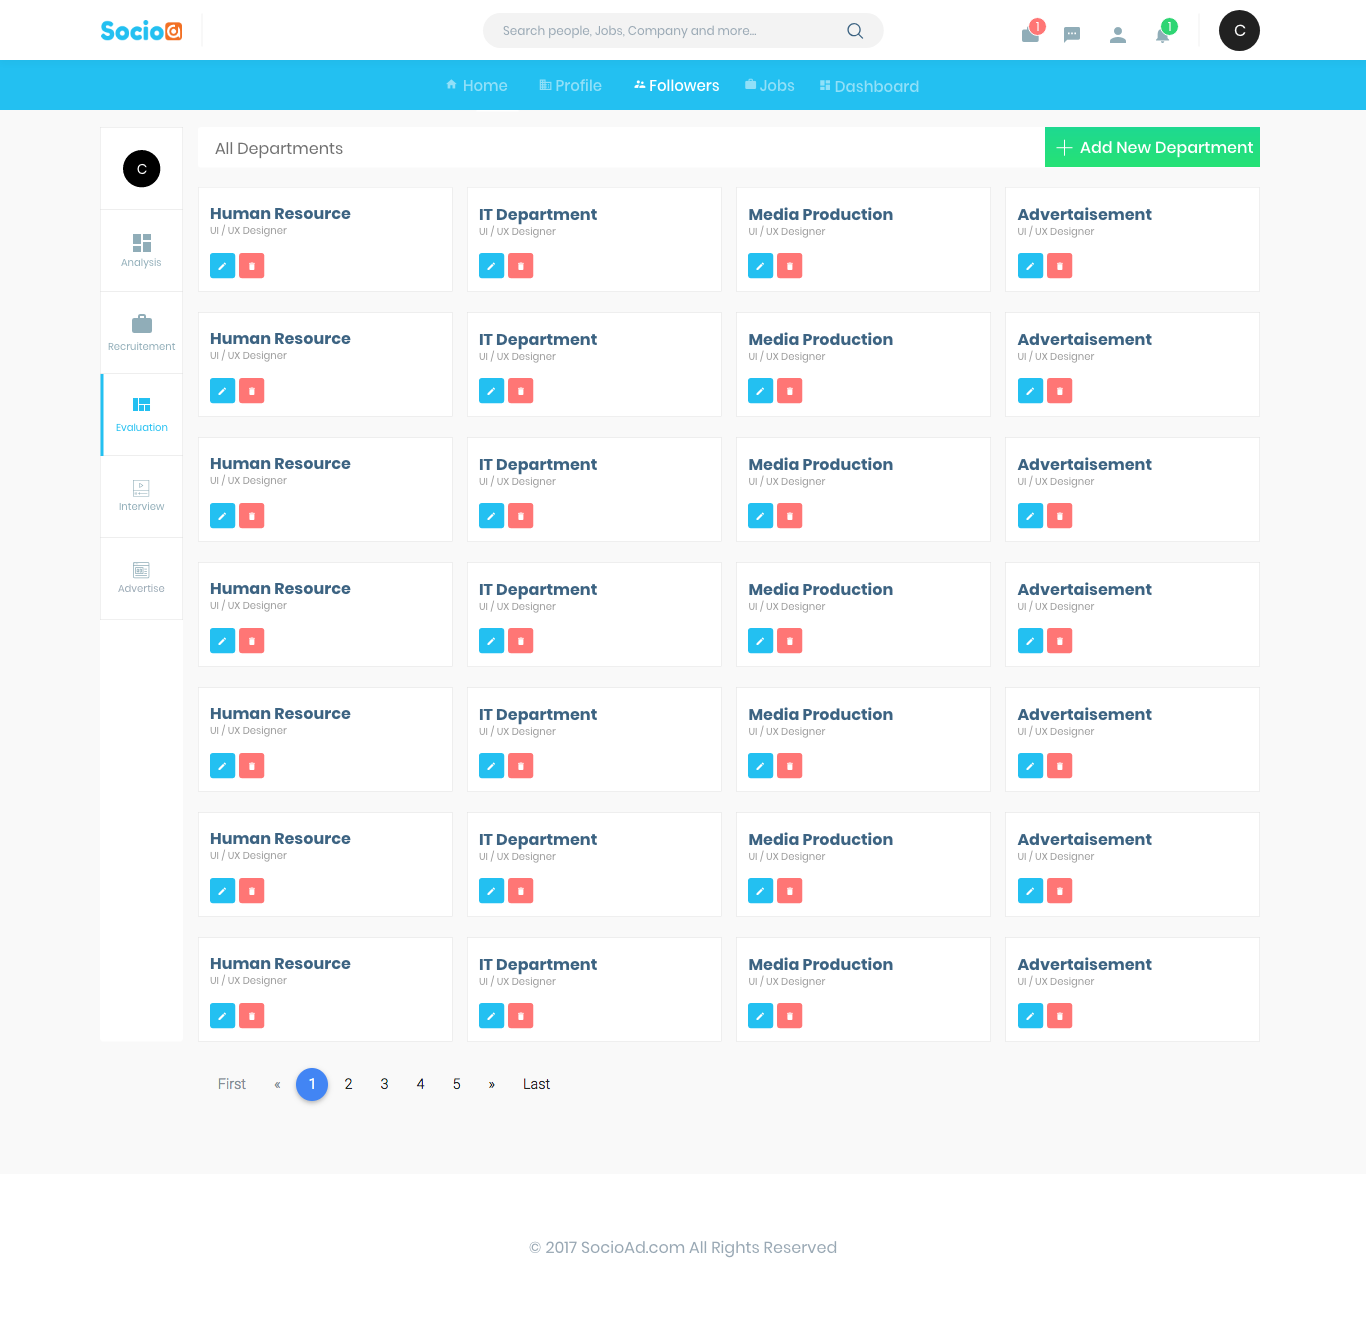 Socio a
Search people, Jobs, Company and more...
1
1
C
Home Profile Followers Jobs Dashboard
C
Analysis
Recruitement
Evaluation
Interview
Advertise
All Departments
Add New Department
Human Resource IT Department Media Production Advertaisement
UI / UX Designer UI / UX Designer UI / UX Designer UI / UX Designer
Human Resource IT Department Media Production Advertaisement
UI / UX Designer UI / UX Designer UI / UX Designer UI / UX Designer
Human Resource IT Department Media Production Advertaisement
UI / UX Designer UI / UX Designer UI / UX Designer UI / UX Designer
Human Resource IT Department Media Production Advertaisement
UI / UX Designer UI / UX Designer UI / UX Designer UI / UX Designer
Human Resource IT Department Media Production Advertaisement
UI / UX Designer UI / UX Designer UI / UX Designer UI / UX Designer
Human Resource IT Department Media Production Advertaisement
UI / UX Designer UI / UX Designer UI / UX Designer UI / UX Designer
Human Resource IT Department Media Production Advertaisement
UI / UX Designer UI / UX Designer UI / UX Designer UI / UX Designer
First « 1 2 3 4 5 » Last
© 2017 SocioAd.com All Rights Reserved